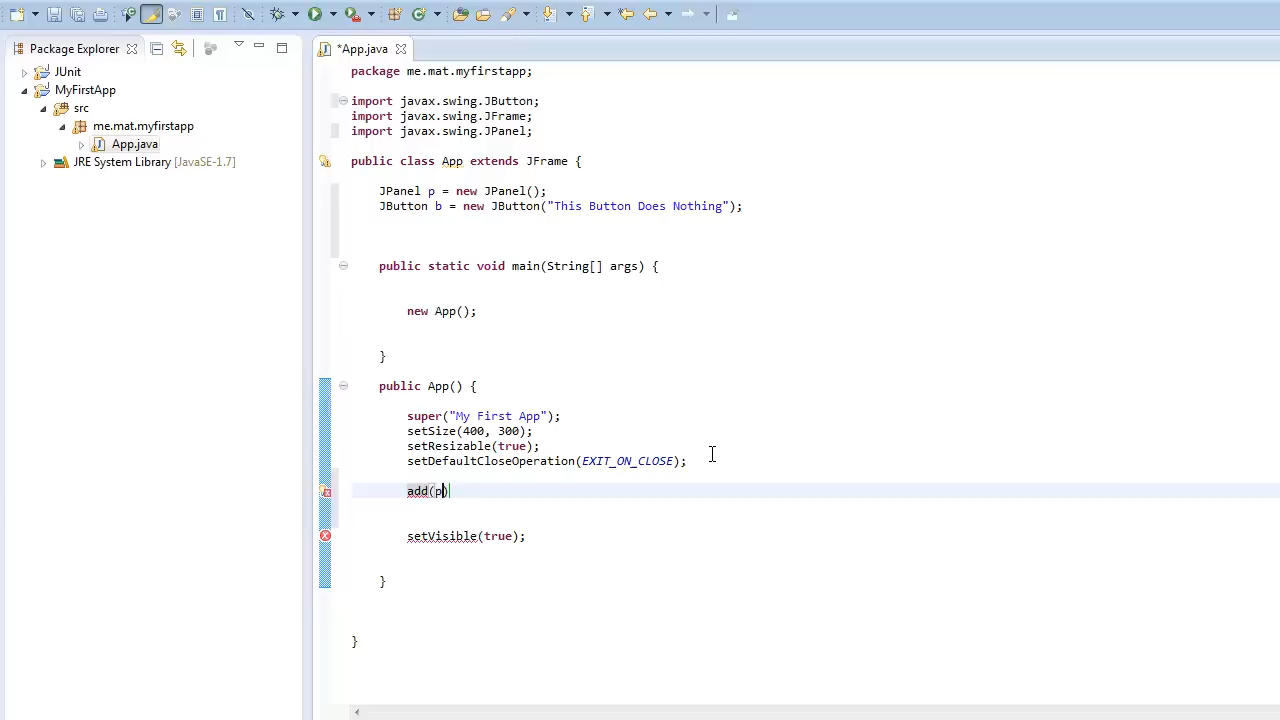 Package Explorer
JUnit
MyFirstApp
src
me.mat.myfirstapp
App.java
JRE System Library [JavaSE-1.7]
*App.java
package me.mat.myfirstapp;
import javax.swing.JButton;
import javax.swing.JFrame;
import javax.swing.JPanel;
public class App extends JFrame {
JPanel p = new JPanel();
JButton b = new JButton("This Button Does Nothing");
public static void main(String[] args) {
new App();
}
public App() {
super("My First App");
setSize(400, 300);
setResizable(true);
setDefaultCloseOperation(EXIT_ON_CLOSE);
add(p)
setVisible(true);
}
}